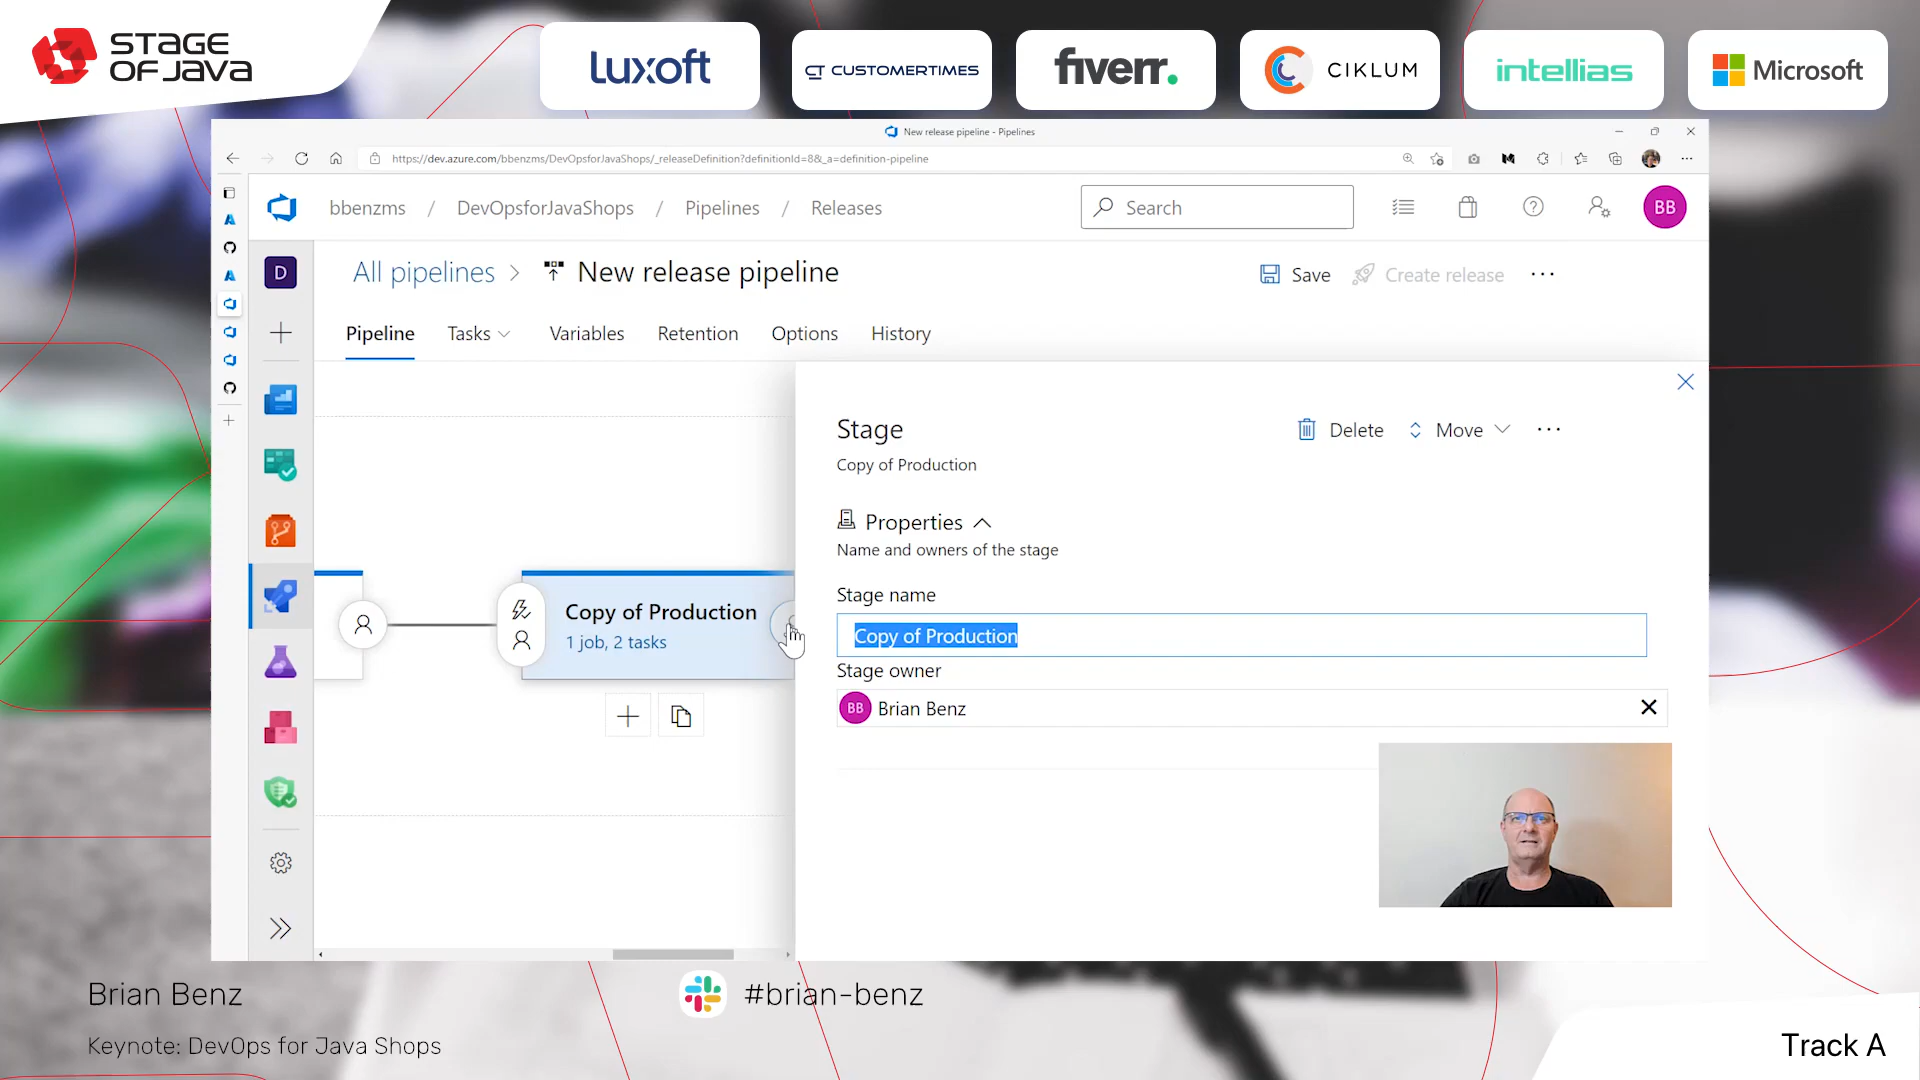 STAGE
OF JAVA
Luxoft
CT CUSTOMERTIMES
fiverr.
CIKLUM
intellias
Microsoft
New release pipeline - Pipelines
https://dev.azure.com/bbenzms/DevOpsforJavaShops/_releaseDefinition?definitionId=8&_a=definition-pipeline
bbenzms / DevOpsforJavaShops / Pipelines / Releases
Search
BB
D
All pipelines > New release pipeline
Save
Create release
Pipeline
Tasks
Variables
Retention
Options
History
Stage
Delete
Move
Copy of Production
Properties
Name and owners of the stage
Stage name
Copy of Production
Stage owner
BB
Brian Benz
Copy of Production
1 job, 2 tasks
Brian Benz
#brian-benz
Keynote: DevOps for Java Shops
Track A